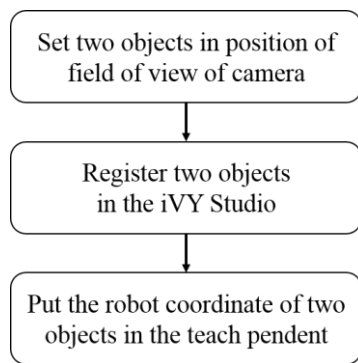 Set two objects in position of
field of view of camera
Register two objects
in the iVY Studio
Put the robot coordinate of two
objects in the teach pendent